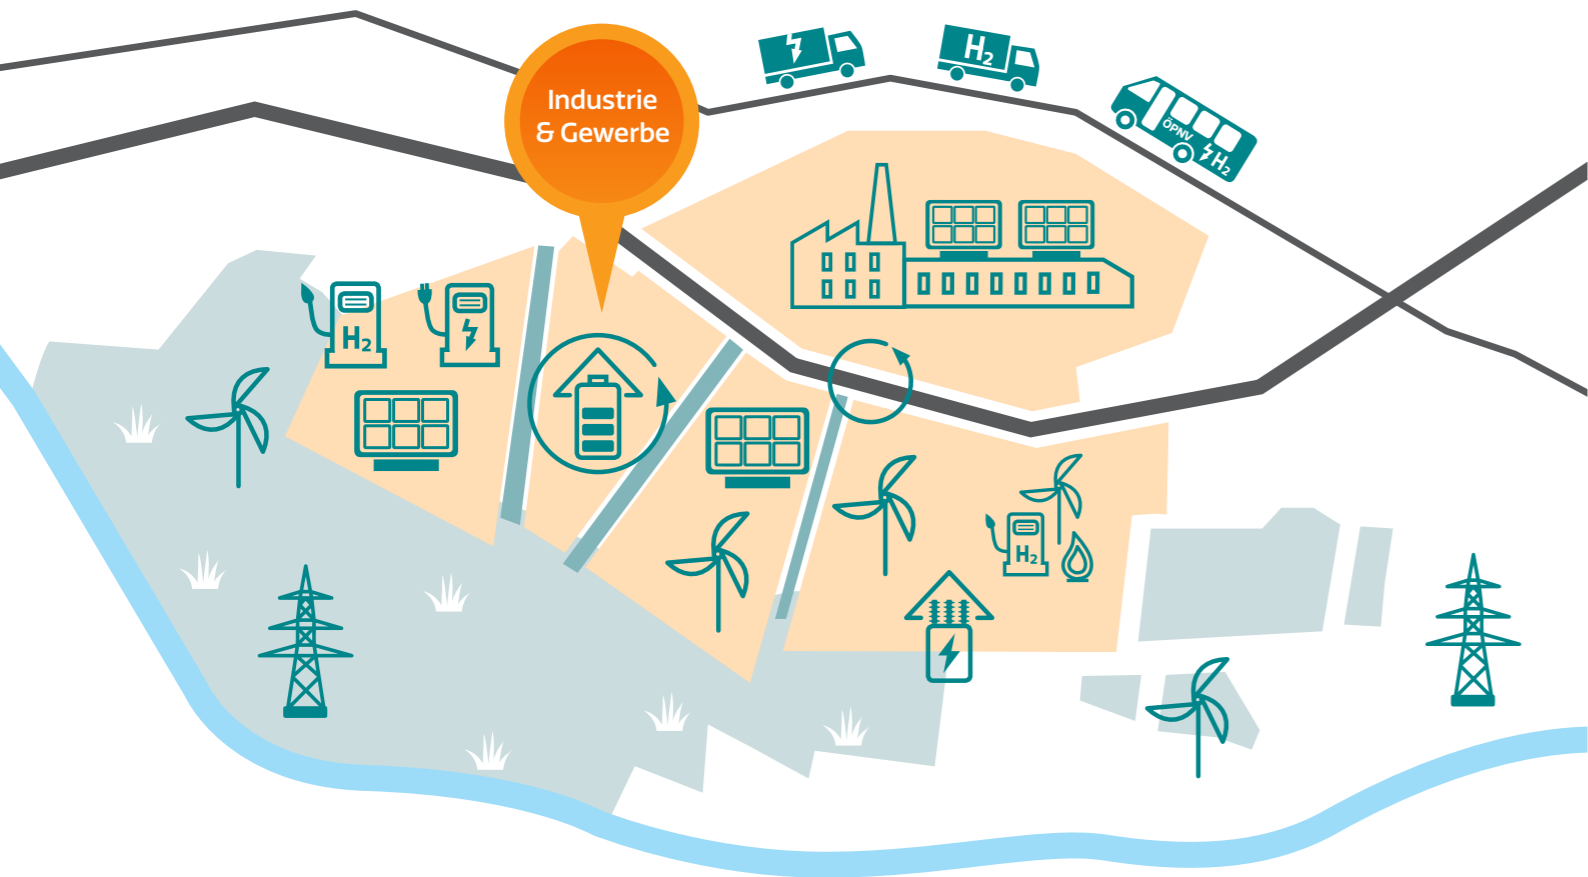 Industrie
& Gewerbe
H₂
ÖPNV
H₂
H₂
H₂